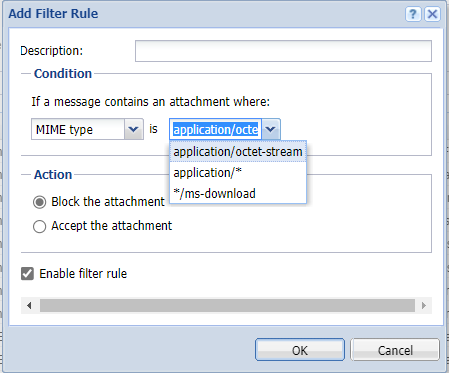 Add Filter Rule
Description:
Condition
If a message contains an attachment where:
MIME type is application/octe
application/octet-stream
application/*
*/ms-download
Action
Block the attachment
Accept the attachment
Enable filter rule
OK Cancel